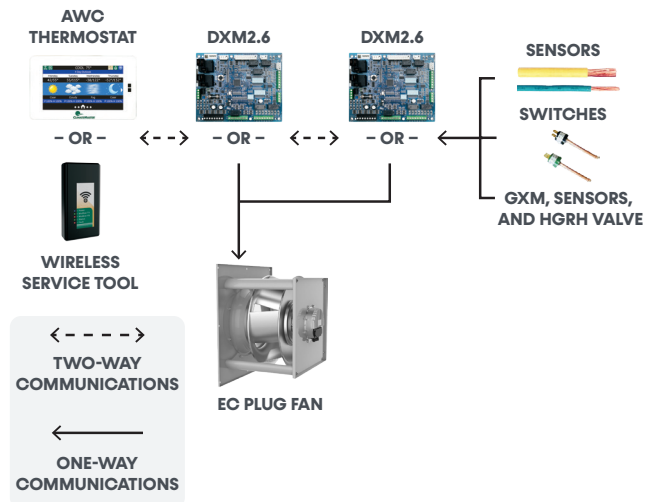 AWC
THERMOSTAT
DXM2.6
DXM2.6
SENSORS
SWITCHES
– OR –
– OR –
– OR –
GXM, SENSORS,
AND HGRH VALVE
WIRELESS
SERVICE TOOL
EC PLUG FAN
TWO-WAY
COMMUNICATIONS
ONE-WAY
COMMUNICATIONS